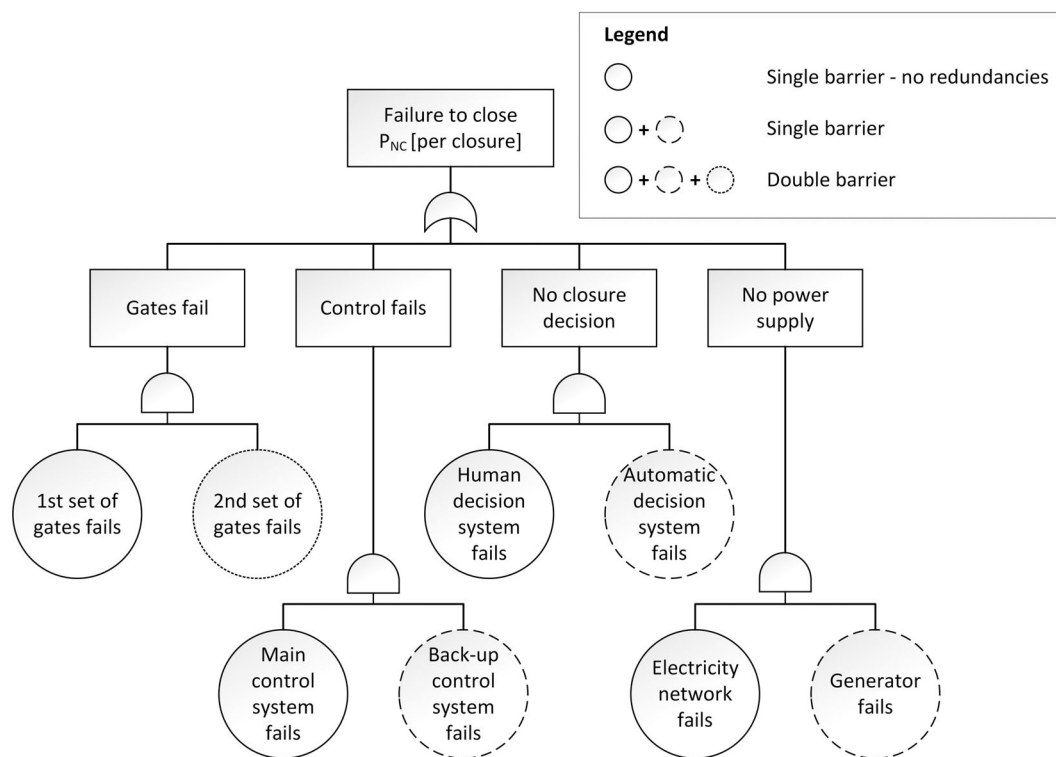 Legend
Single barrier - no redundancies
+
Single barrier
+ +
Double barrier
Failure to close
PNC [per closure]
Gates fail
Control fails
No closure
decision
No power
supply
1st set of
gates fails
2nd set of
gates fails
Human
decision
system
fails
Automatic
decision
system
fails
Main
control
system
fails
Back-up
control
system
fails
Electricity
network
fails
Generator
fails